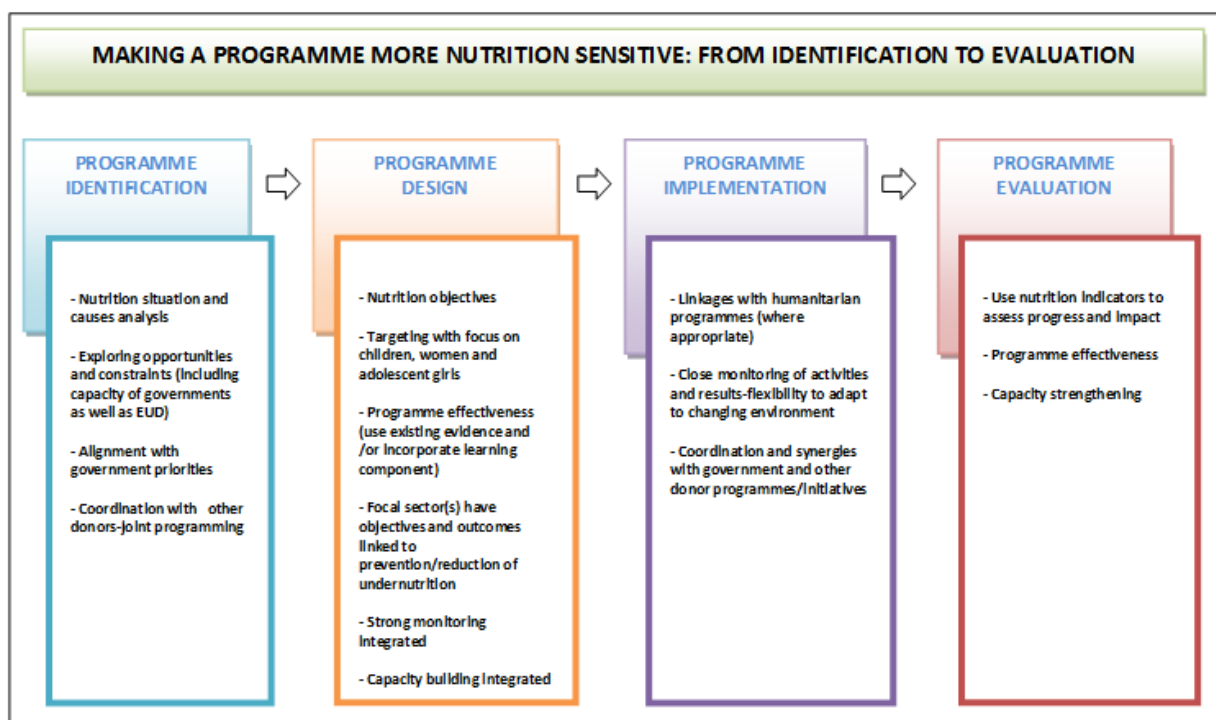 MAKING A PROGRAMME MORE NUTRITION SENSITIVE: FROM IDENTIFICATION TO EVALUATION
PROGRAMME
IDENTIFICATION
- Nutrition situation and
causes analysis
- Exploring opportunities
and constraints (including
capacity of governments
as well as EUD)
- Alignment with
government priorities
- Coordination with other
donors-joint programming
PROGRAMME
DESIGN
- Nutrition objectives
- Targeting with focus on
children, women and
adolescent girls
- Programme effectiveness
(use existing evidence and
/or incorporate learning
component)
- Focal sector(s) have
objectives and outcomes
linked to
prevention/reduction of
undernutrition
- Strong monitoring
integrated
- Capacity building integrated
PROGRAMME
IMPLEMENTATION
- Linkages with humanitarian
programmes (where
appropriate)
- Close monitoring of activities
and results-flexibility to adapt
to changing environment
- Coordination and synergies
with government and other
donor programmes/initiatives
PROGRAMME
EVALUATION
- Use nutrition indicators to
assess progress and impact
- Programme effectiveness
- Capacity strengthening